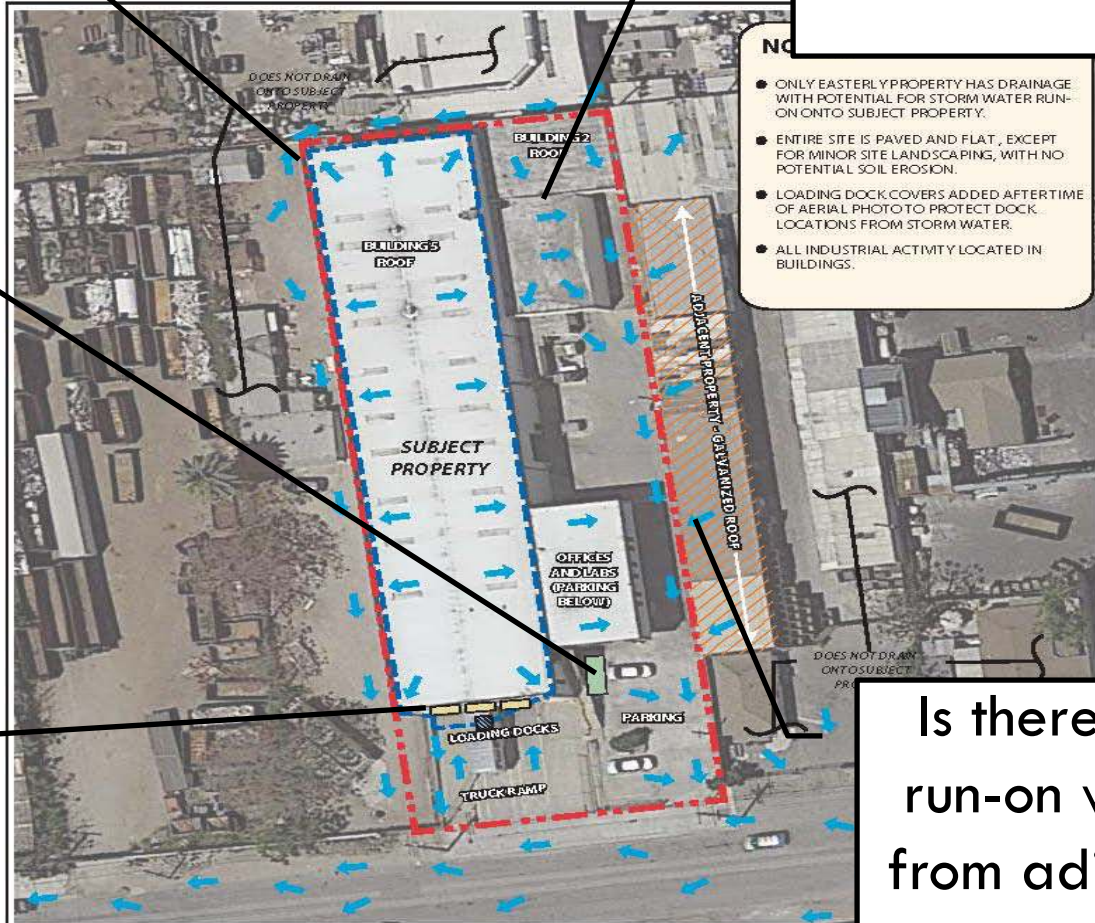 NO
● ONLY EASTERLY PROPERTY HAS DRAINAGE
WITH POTENTIAL FOR STORM WATER RUN-
ON ONTO SUBJECT PROPERTY.
● ENTIRE SITE IS PAVED AND FLAT, EXCEPT
FOR MINOR SITE LANDSCAPING, WITH NO
POTENTIAL SOIL EROSION.
● LOADING DOCK COVERS ADDED AFTER TIME
OF AERIAL PHOTO TO PROTECT DOCK
LOCATIONS FROM STORM WATER.
● ALL INDUSTRIAL ACTIVITY LOCATED IN
BUILDINGS.
DOES NOT DRAIN
ONTO SUBJECT
PROPERTY
BUILDING 2
ROOF
BUILDING 5
ROOF
ADJACENT PROPERTY - GALVANIZED ROOF
SUBJECT
PROPERTY
OFFICES
AND LABS
(PARKING
BELOW)
DOES NOT DRAIN
ONTO SUBJECT
PR
PARKING
LOADING DOCKS
TRUCK RAMP
Is there
run-on
from ad